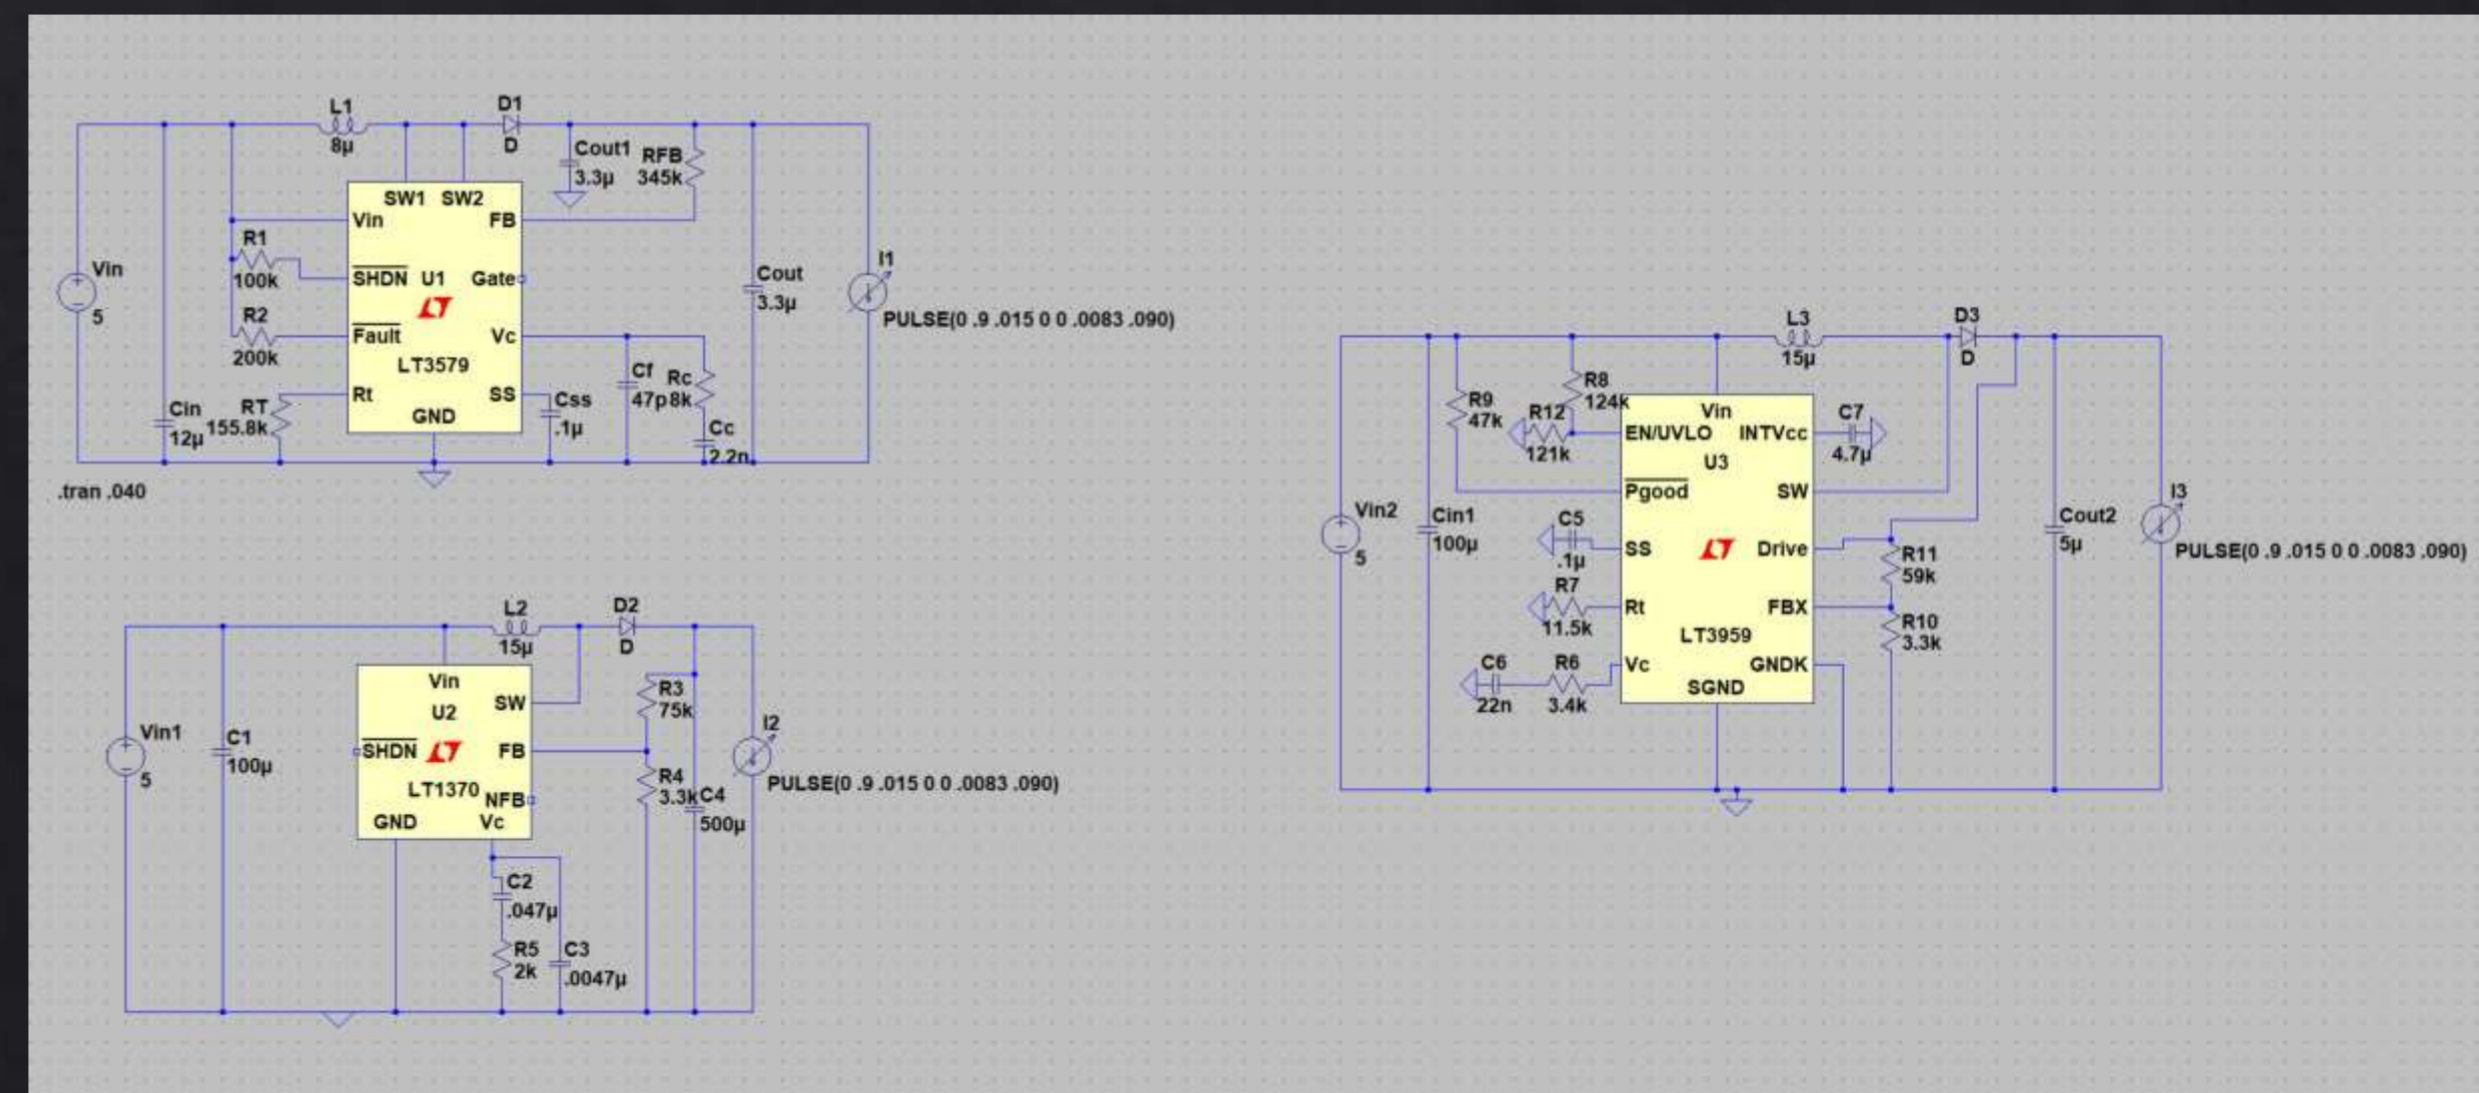 L1
8µ
D1
D
Cout1
3.3µ
RFB
345k
SW1 SW2
Vin
FB
R1
100k
SHDN
U1
Gate
Vin
5
R2
200k
Fault
Vc
LT3579
Cout
3.3µ
I1
PULSE(0 .9 .015 0 0 .0083 .090)
Cin
12µ
RT
155.8k
Rt
SS
GND
Css
.1µ
Cf
47p
Rc
8k
Cc
2.2n
.tran .040
L2
15µ
D2
D
Vin
U2
SW
SHDN
FB
LT1370
NFB
GND
Vc
Vin1
5
C1
100µ
R3
75k
R4
3.3k
C4
500µ
I2
PULSE(0 .9 .015 0 0 .0083 .090)
C2
.047µ
R5
2k
C3
.0047µ
L3
15µ
D3
D
R9
47k
R8
124k
R12
121k
Vin
EN/UVLO
INTVcc
U3
C7
4.7µ
Pgood
SW
Vin2
5
Cin1
100µ
C5
.1µ
SS
Drive
R11
59k
R7
11.5k
Rt
FBX
LT3959
R10
3.3k
C6
22n
R6
3.4k
Vc
GNDK
SGND
Cout2
5µ
I3
PULSE(0 .9 .015 0 0 .0083 .090)